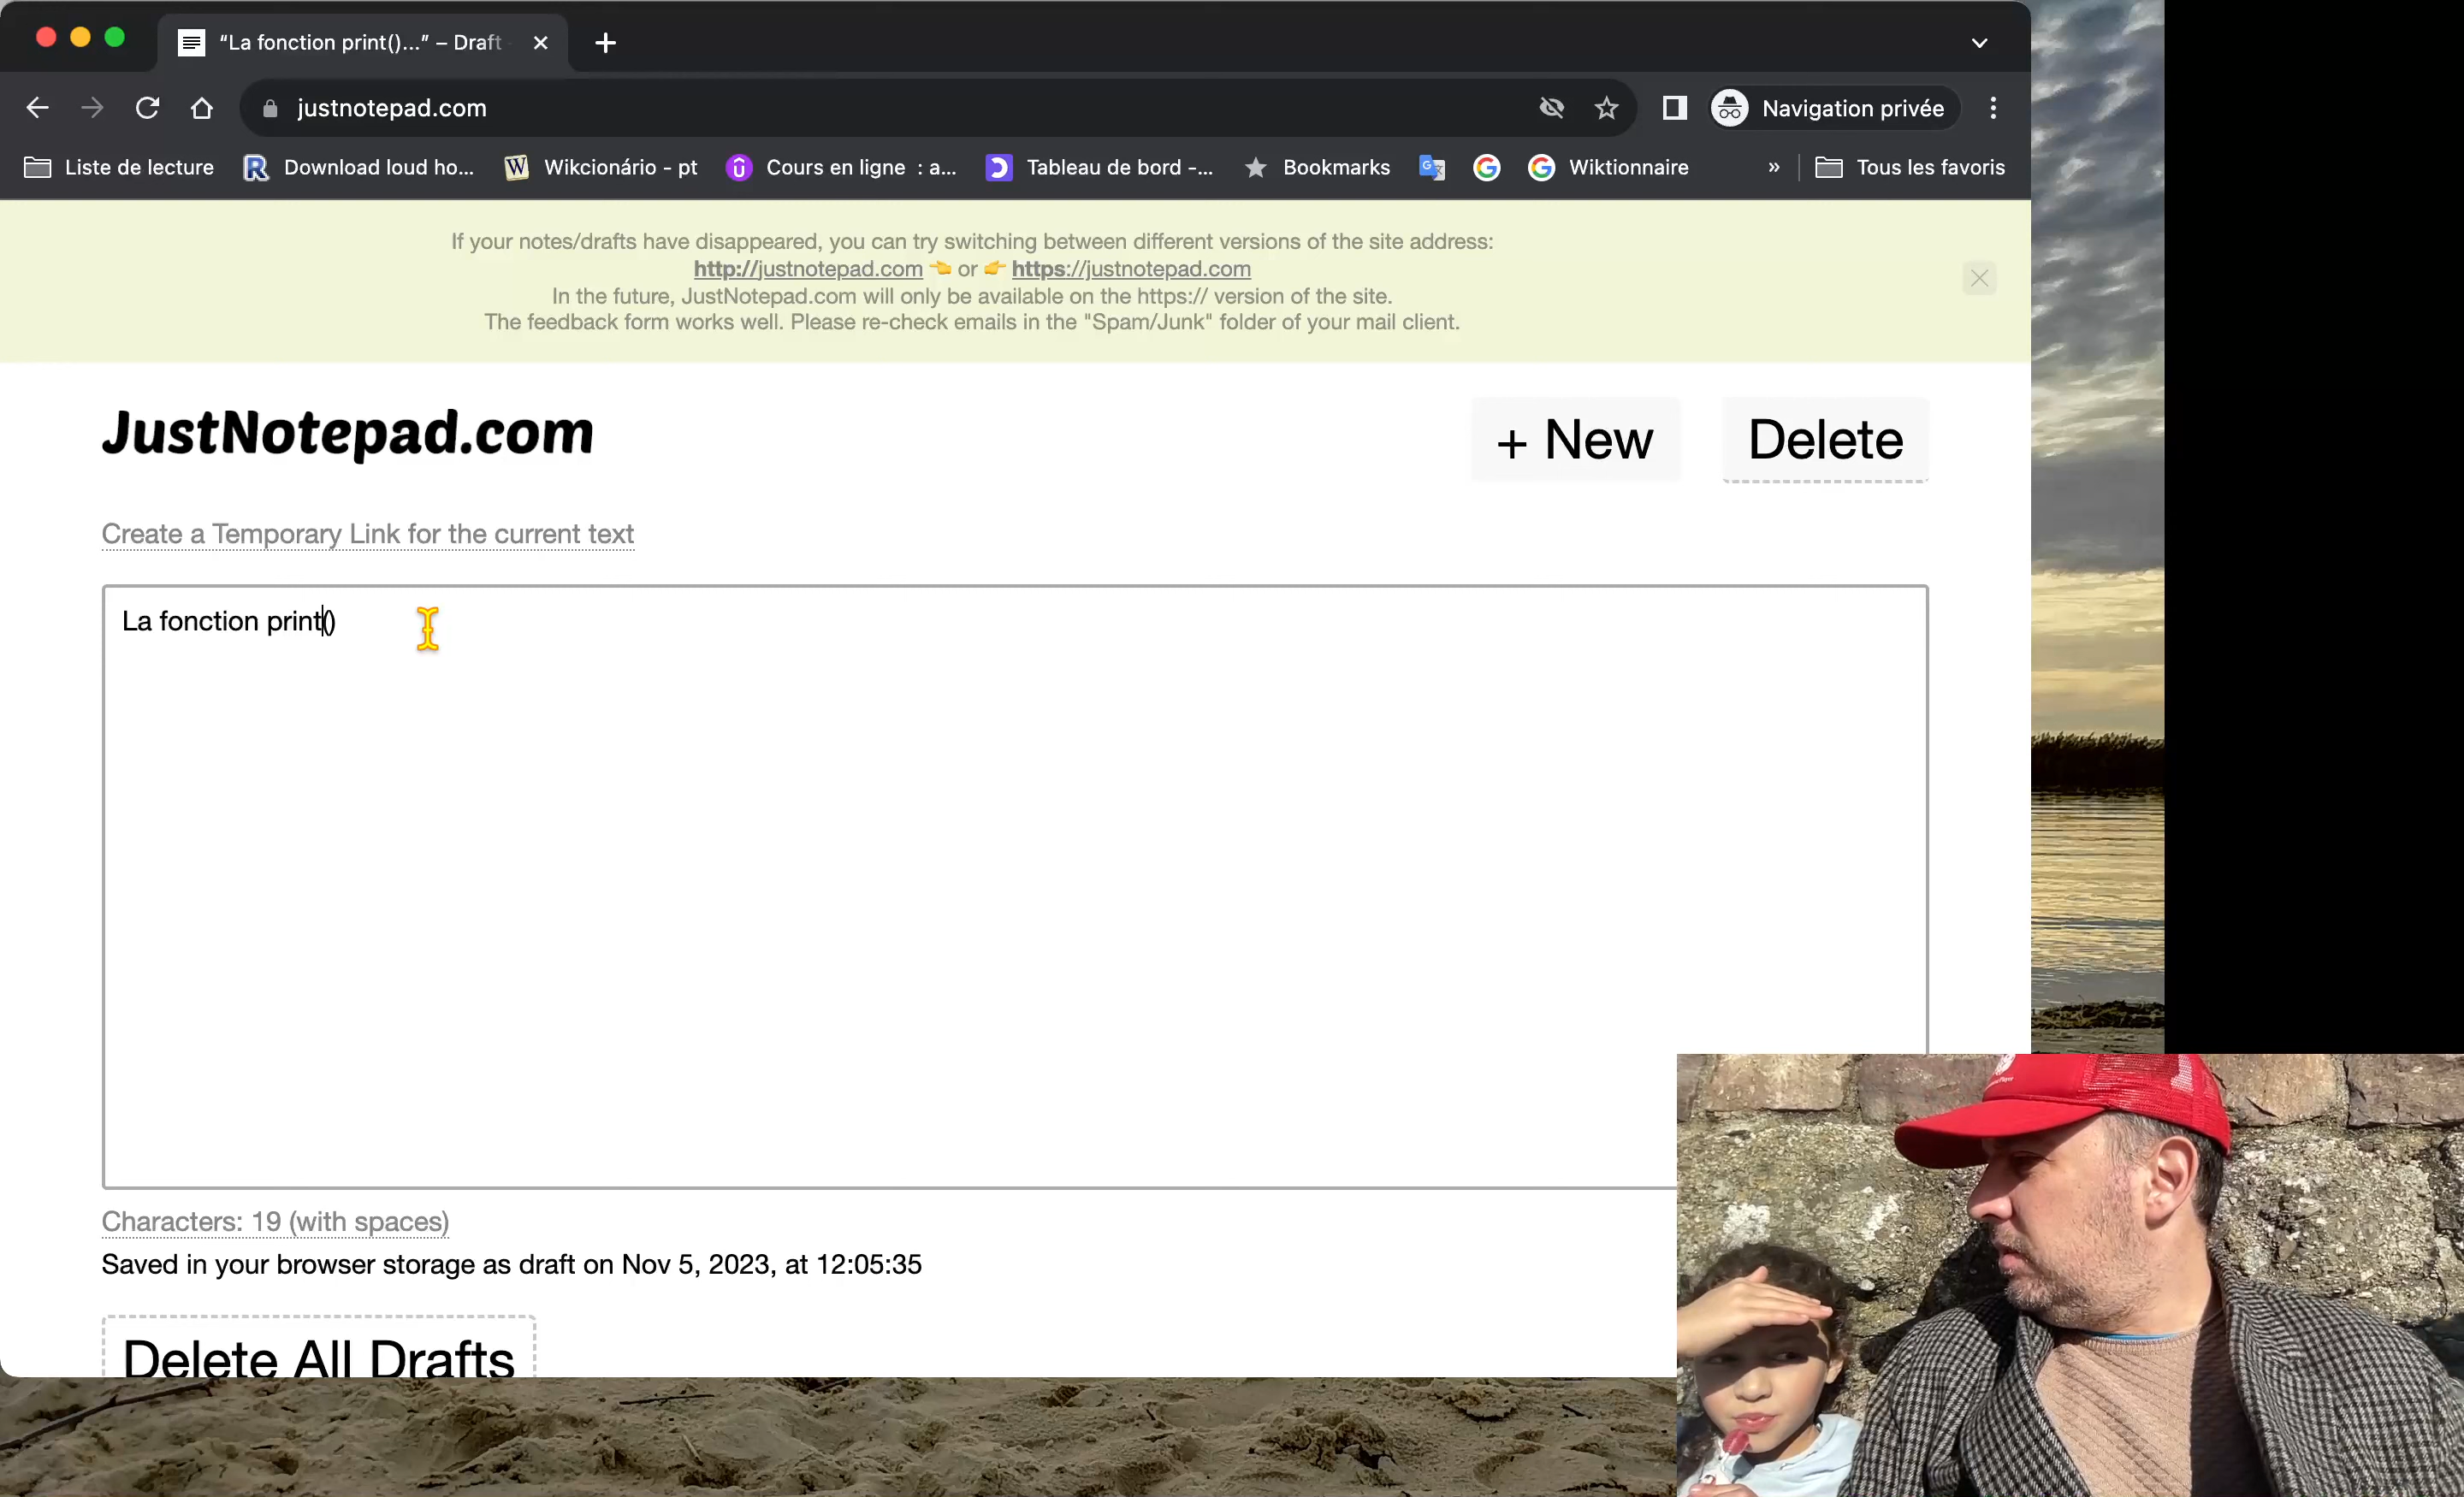 “La fonction print()...” – Draft
justnotepad.com
Navigation privée
Liste de lecture
Download loud ho...
Wikcionário - pt
Cours en ligne : a...
Tableau de bord -...
Bookmarks
Wiktionnaire
»
Tous les favoris
If your notes/drafts have disappeared, you can try switching between different versions of the site address:
http://justnotepad.com 👈 or 👉 https://justnotepad.com
In the future, JustNotepad.com will only be available on the https:// version of the site.
The feedback form works well. Please re-check emails in the "Spam/Junk" folder of your mail client.
JustNotepad.com
+ New
Delete
Create a Temporary Link for the current text
La fonction print()
Characters: 19 (with spaces)
Saved in your browser storage as draft on Nov 5, 2023, at 12:05:35
Delete All Drafts